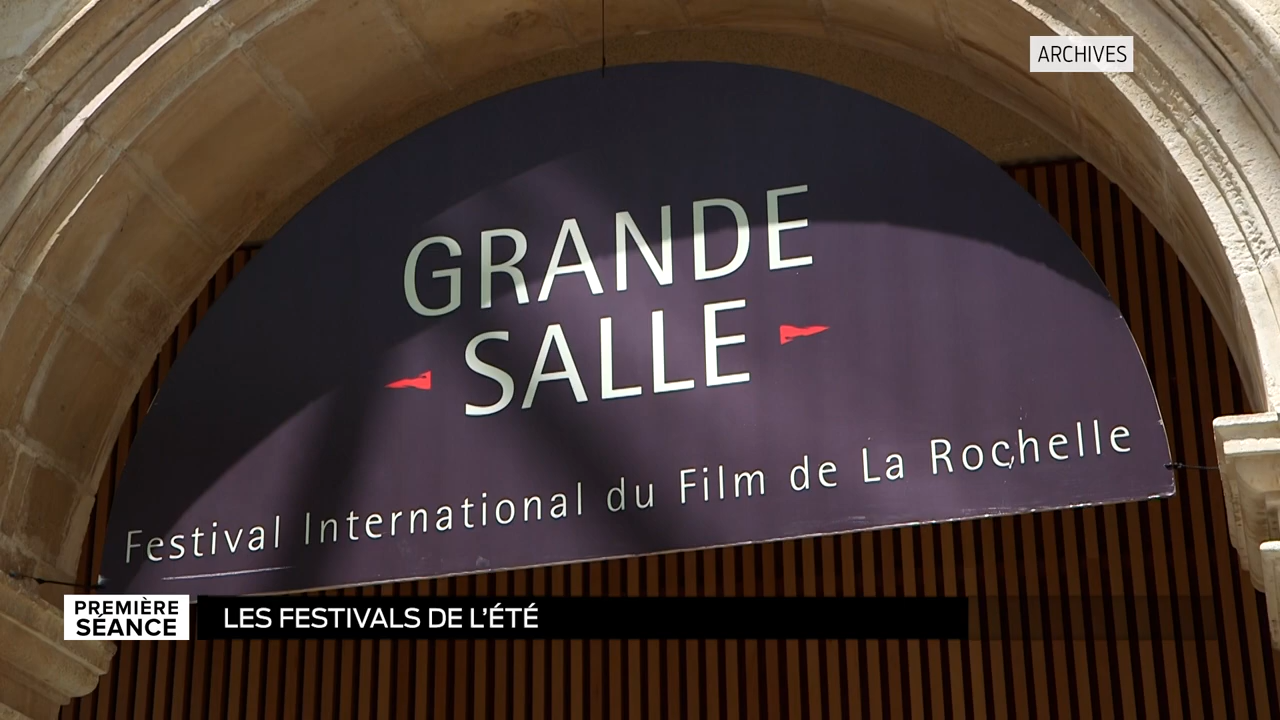 ARCHIVES
GRANDE
SALLE
Festival International du Film de La Rochelle
PREMIÈRE
SÉANCE
LES FESTIVALS DE L'ÉTÉ